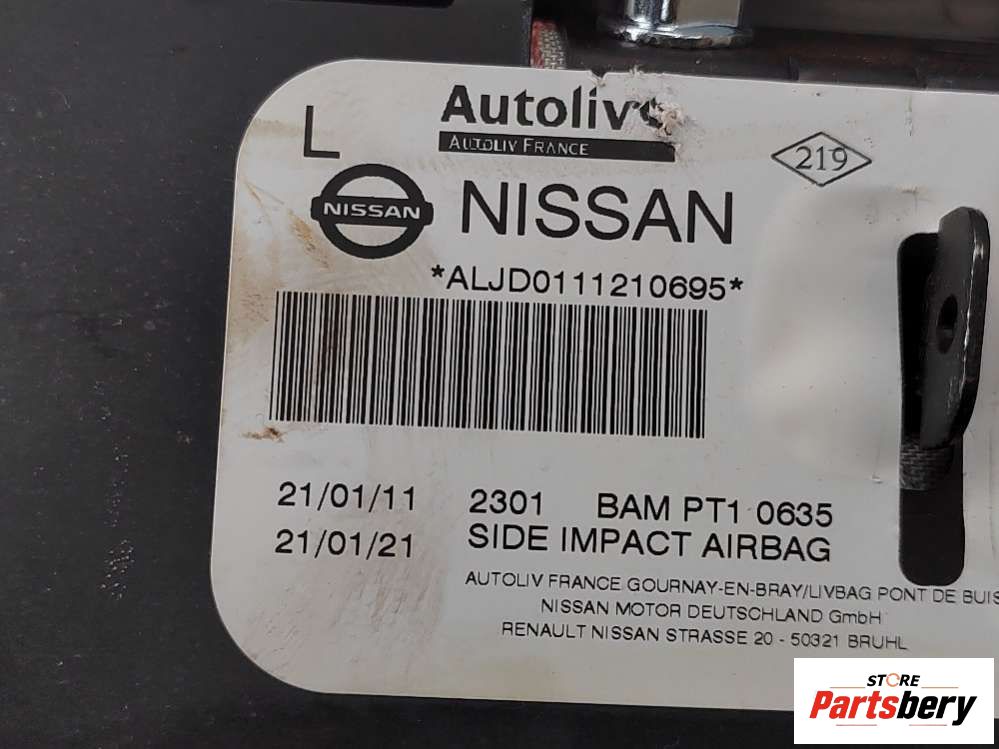 L
Autoliv
AUTOLIV FRANCE
219
NISSAN NISSAN
*ALJD0111210695*
21/01/11 2301 BAM PT1 0635
21/01/21 SIDE IMPACT AIRBAG
AUTOLIV FRANCE GOURNAY-EN-BRAY/LIVBAG PONT DE BUIS
NISSAN MOTOR DEUTSCHLAND GmbH
RENAULT NISSAN STRASSE 20 - 50321 BRUHL
STORE
Partsbery